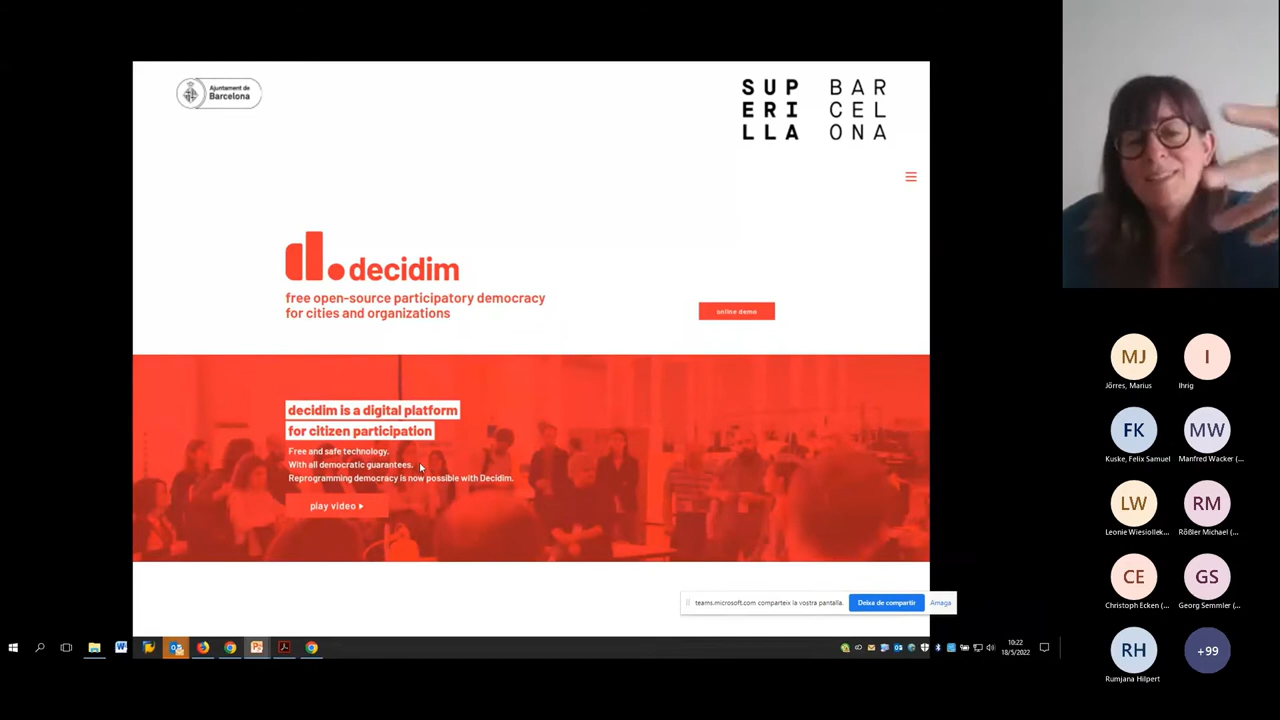 Ajuntament de
Barcelona
SUP BAR
ERI CEL
LLA ONA
d.decidim
free open-source participatory democracy
for cities and organizations
online demo
decidim is a digital platform
for citizen participation
Free and safe technology.
With all democratic guarantees.
Reprogramming democracy is now possible with Decidim.
play video
teams.microsoft.com comparteix la vostra pantalla.
Deixa de compartir
Amaga
10:22
18/5/2022
MJ
Jörres, Marius
I
Ihrig
FK
Kuske, Felix Samuel
MW
Manfred Wacker (...
LW
Leonie Wiesiollek...
RM
Rößler Michael (...
CE
Christoph Ecken (...
GS
Georg Semmler (...
RH
Rumjana Hilpert
+99